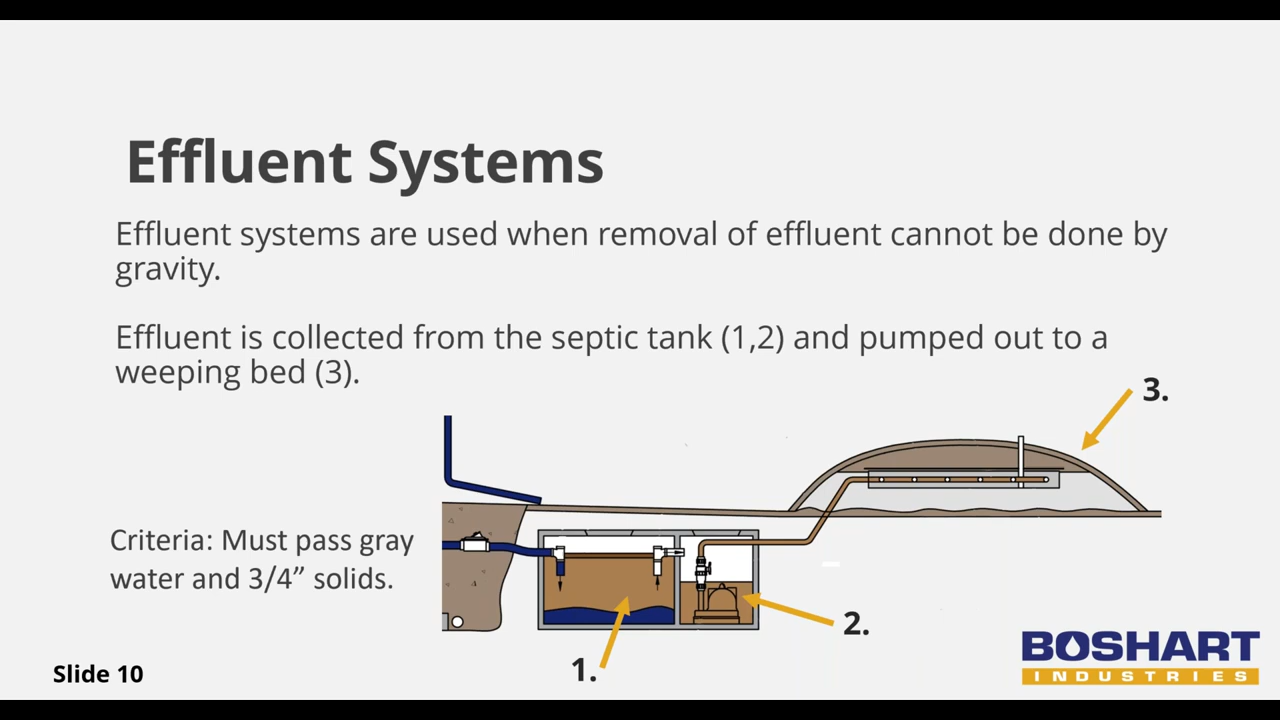 Effluent Systems
Effluent systems are used when removal of effluent cannot be done by
gravity.
Effluent is collected from the septic tank (1,2) and pumped out to a
weeping bed (3).
3.
Criteria: Must pass gray
water and 3/4” solids.
2.
1.
Slide 10
BOSHART
INDUSTRIES